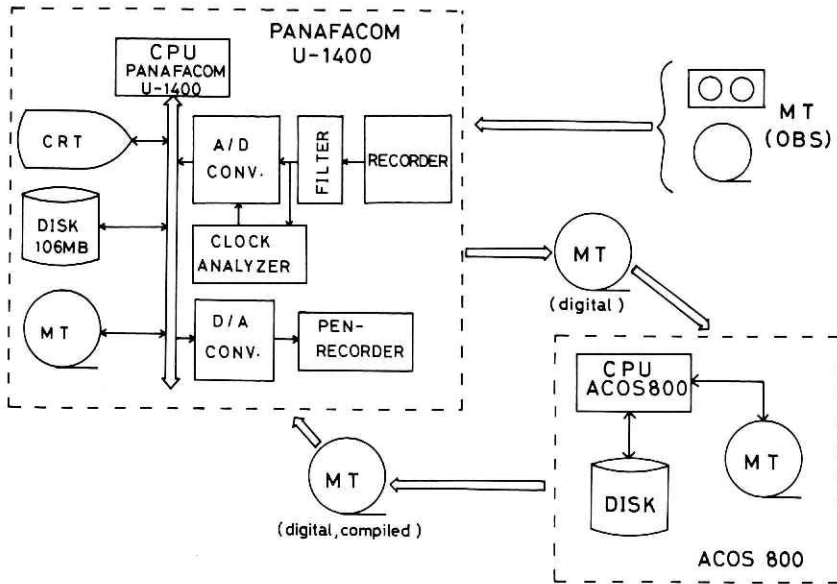 PANAFACOM
U-1400
CPU
PANAFACOM
U-1400
CRT
A/D
CONV.
FILTER
RECORDER
DISK
106MB
CLOCK
ANALYZER
MT
D/A
CONV.
PEN-
RECORDER
MT
(OBS)
MT
(digital)
CPU
ACOS800
MT
DISK
ACOS 800
MT
(digital,compiled)